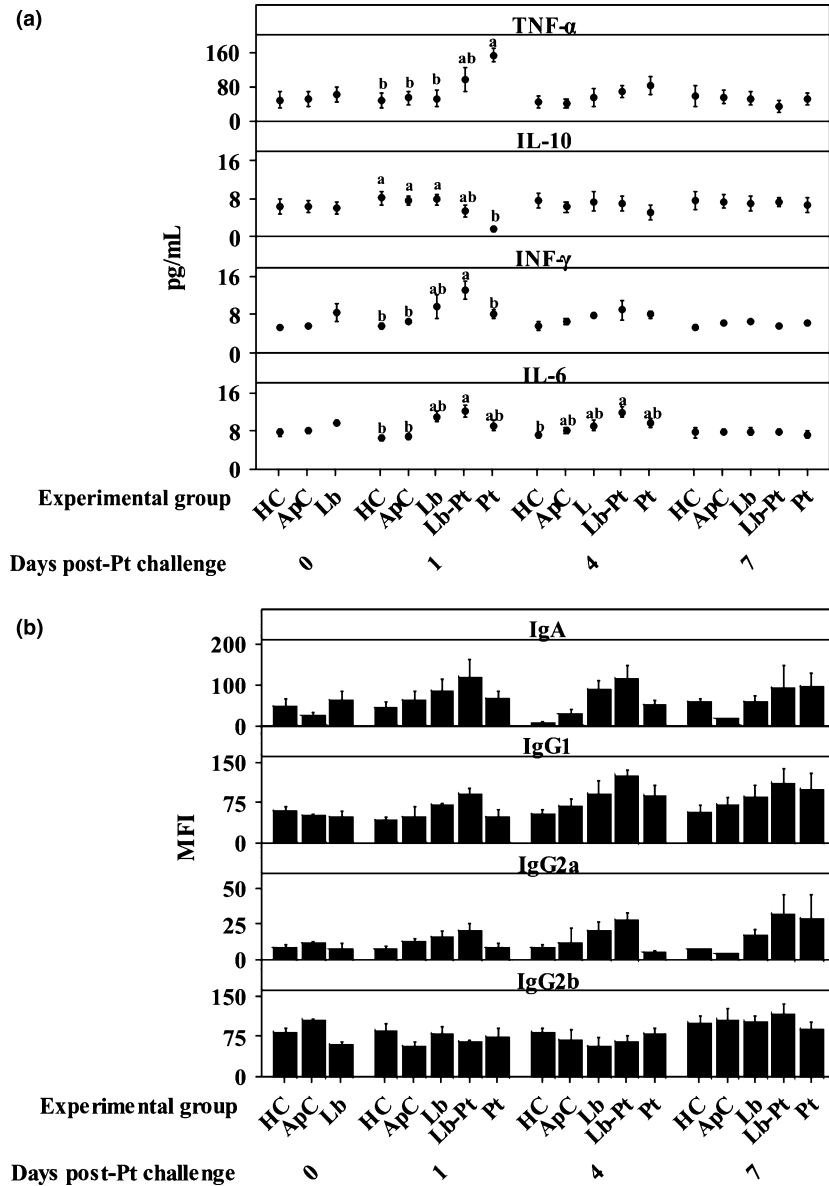 (a)
TNF-α
160
80
0
a
ab
b b b
IL-10
16
8
0
a a a ab b
pg/mL
INF-γ
16
8
0
b b ab a b
IL-6
16
8
0
b b ab a ab b ab ab a ab
Experimental group HC ApC Lb HC ApC Lb Lb-Pt Pt HC ApC L Lb-Pt Pt HC ApC Lb Lb-Pt Pt
Days post-Pt challenge 0 1 4 7
(b)
IgA
200
100
0
IgG1
150
75
0
MFI
IgG2a
50
25
0
IgG2b
150
75
0
Experimental group HC ApC Lb HC ApC Lb Lb-Pt Pt HC ApC Lb Lb-Pt Pt HC ApC Lb Lb-Pt Pt
Days post-Pt challenge 0 1 4 7